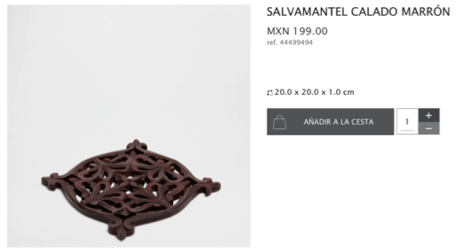 SALVAMANTEL CALADO MARRÓN
MXN 199.00
ref. 44499494
20.0 x 20.0 x 1.0 cm
AÑADIR A LA CESTA
1
+
−